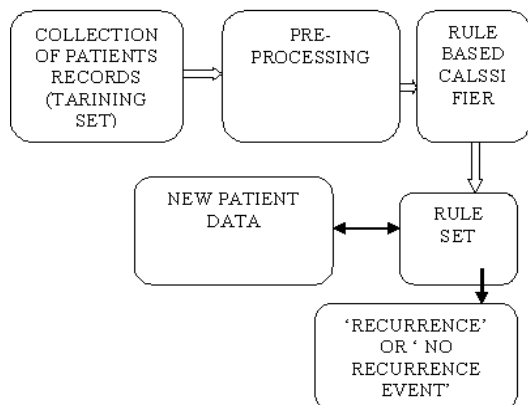 COLLECTION
OF PATIENTS
RECORDS
(TARINING
SET)
PRE-
PROCESSING
RULE
BASED
CALSSI
FIER
NEW PATIENT
DATA
RULE
SET
‘RECURRENCE’
OR ‘ NO
RECURRENCE
EVENT’